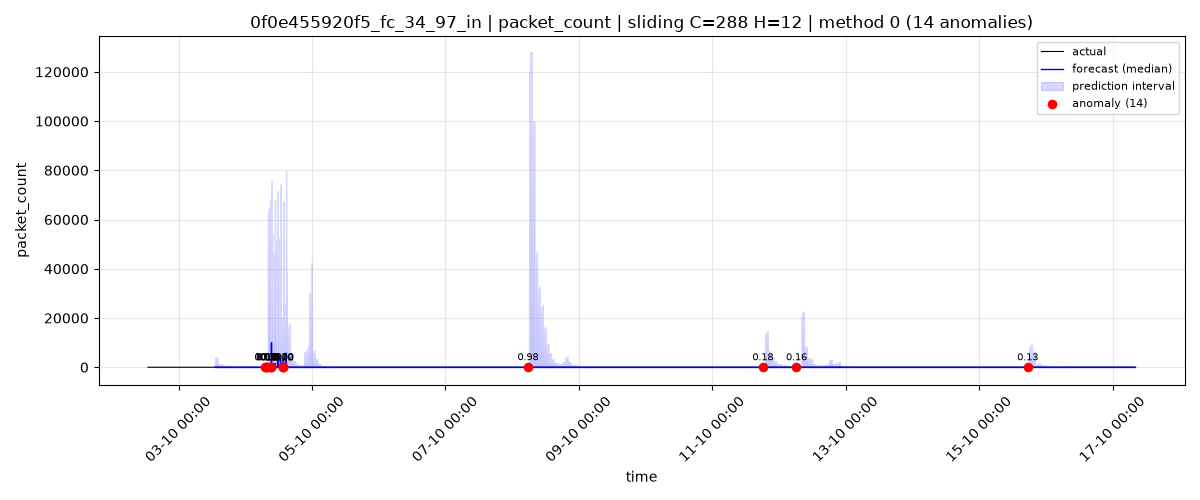 0f0e455920f5_fc_34_97_in | packet_count | sliding C=288 H=12 | method 0 (14 anomalies)
actual
forecast (median)
prediction interval
anomaly (14)
packet_count
120000
100000
80000
60000
40000
20000
0
0.98
0.18
0.16
0.13
03-10 00:00
05-10 00:00
07-10 00:00
09-10 00:00
11-10 00:00
13-10 00:00
15-10 00:00
17-10 00:00
time